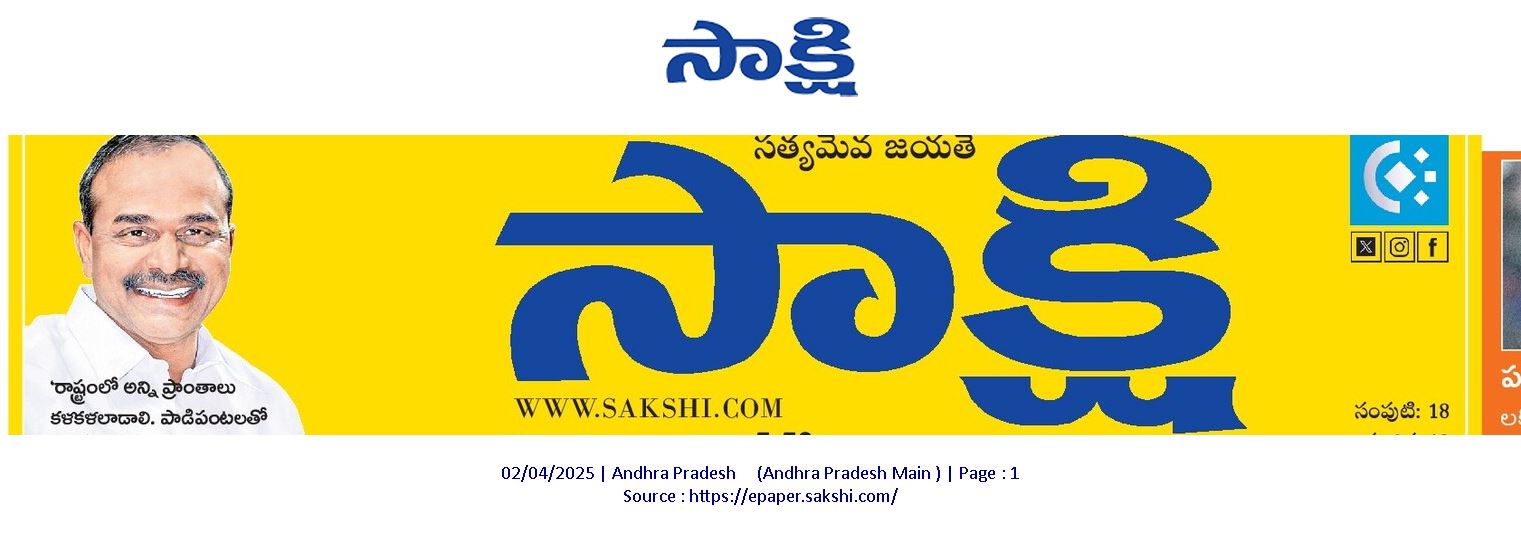 సాక్షి
సత్యమేవ జయతే
సాక్షి
'రాష్ట్రంలో అన్ని ప్రాంతాలు
కళకళలాడాలి. పాడిపంటలతో
WWW.SAKSHI.COM
సంపుటి: 18
02/04/2025 | Andhra Pradesh (Andhra Pradesh Main ) | Page : 1
Source : https://epaper.sakshi.com/